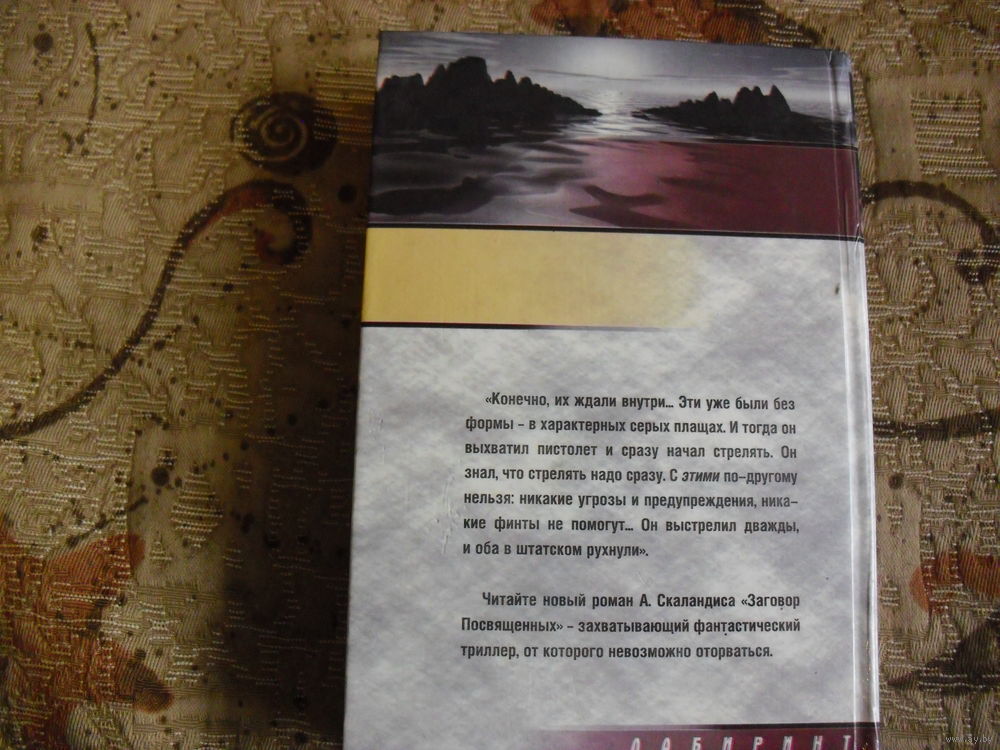 «Конечно, их ждали внутри... Эти уже были без
формы – в характерных серых плащах. И тогда он
выхватил пистолет и сразу начал стрелять. Он
знал, что стрелять надо сразу. С этими по-другому
нельзя: никакие угрозы и предупреждения, ника-
кие финты не помогут... Он выстрелил дважды,
и оба в штатском рухнули».
Читайте новый роман А. Скаландиса «Заговор
Посвященных» – захватывающий фантастический
триллер, от которого невозможно оторваться.
ЛАБИРИНТ
www.ay.by